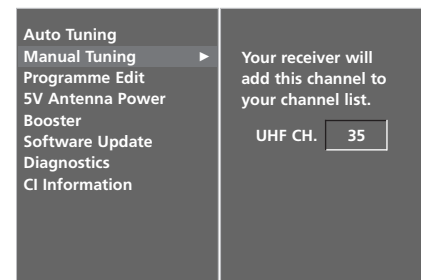 Auto Tuning
Manual Tuning
Programme Edit
5V Antenna Power
Booster
Software Update
Diagnostics
CI Information
Your receiver will
add this channel to
your channel list.
UHF CH. 35